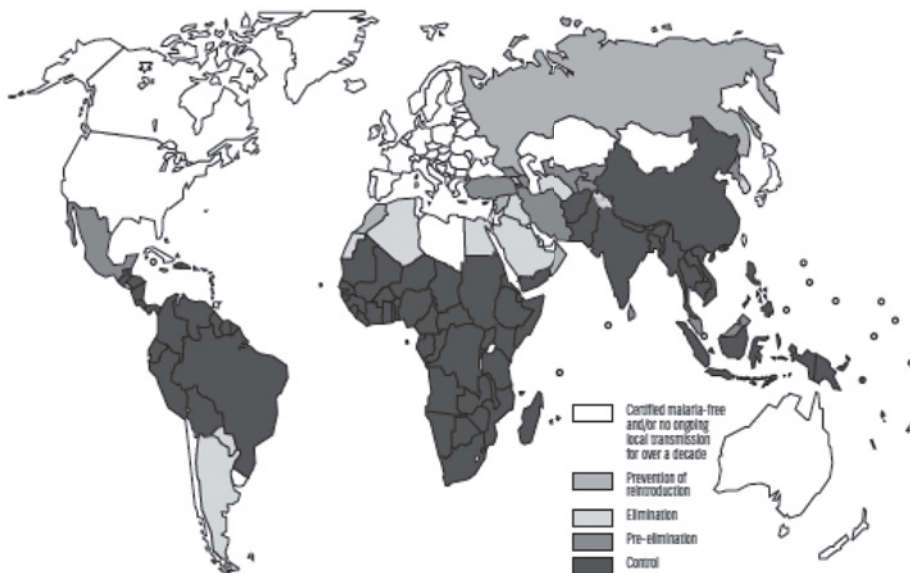 Certified malaria-free
and/or no ongoing
local transmission
for over a decade
Prevention of
reintroduction
Elimination
Pre-elimination
Control